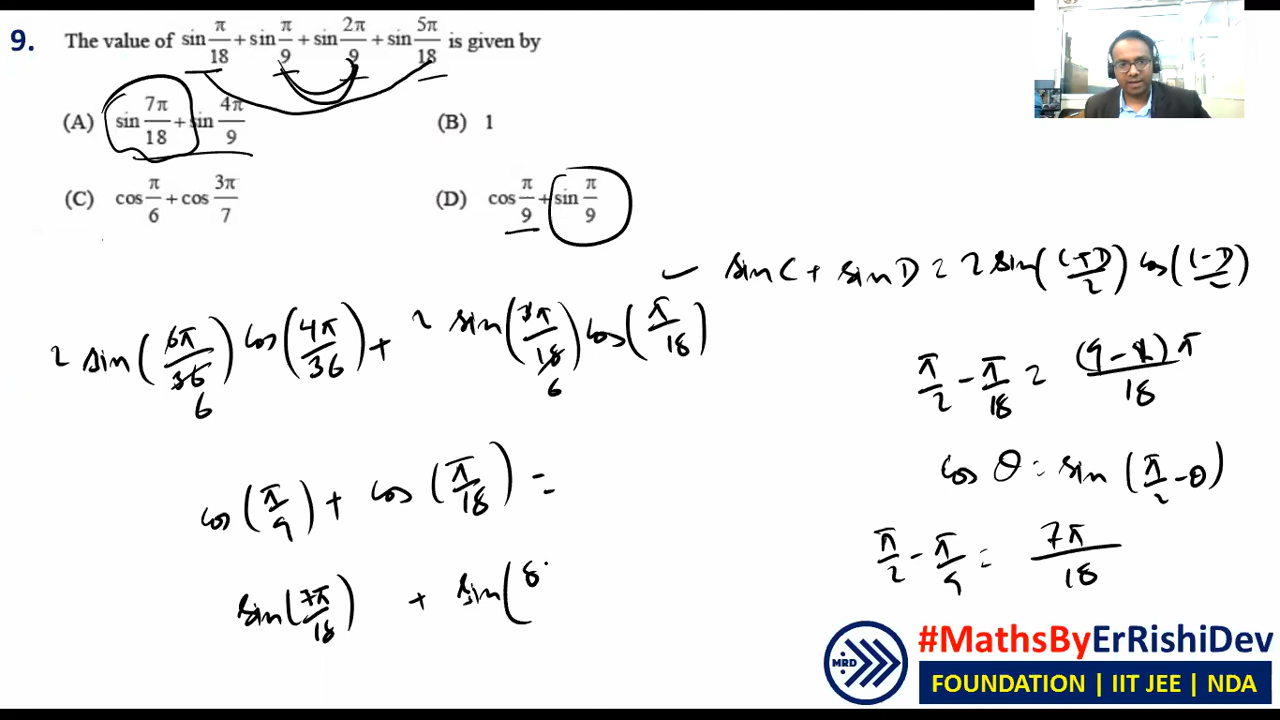 9. The value of sin π/18 + sin π/9 + sin 2π/9 + sin 5π/18 is given by
(A) sin 7π/18 + sin 4π/9 (B) 1
(C) cos π/6 + cos 3π/7 (D) cos π/9 + sin π/9
✓ sin C + sin D = 2 sin(C+D/2) cos(C-D/2)
2 sin(6π/36 6) cos(4π/36) + 2 sin(3π/18 6) cos(π/18)
π/2 - π/18 = (9-1)π/18
cos θ = sin(π/2 - θ)
cos(π/9) + cos(π/18) =
π/2 - π/9 = 7π/18
sin(7π/18) + sin(8
#MathsByErRishiDev
MRD
FOUNDATION | IIT JEE | NDA